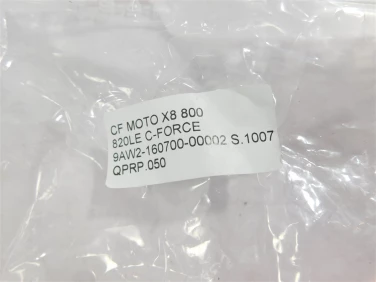 CF MOTO X8 800
820LE C-FORCE
9AW2-160700-00002 S.1007
QPRP.050